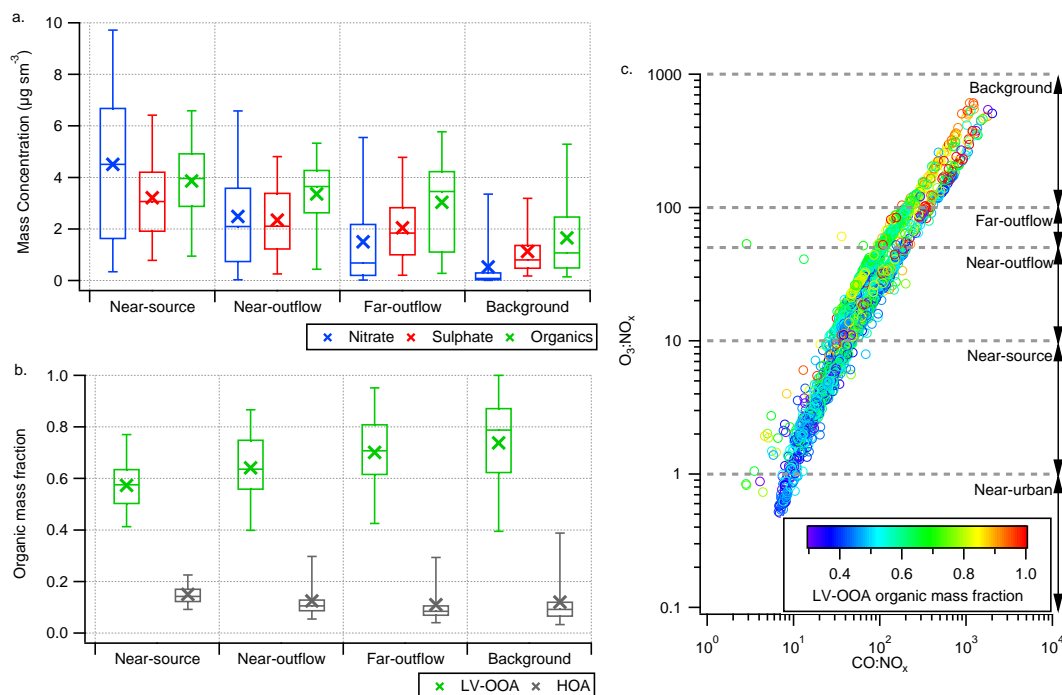 a.
Mass Concentration (µg sm⁻³)
10
8
6
4
2
0
Near-source Near-outflow Far-outflow Background
Nitrate Sulphate Organics
b.
Organic mass fraction
1.0
0.8
0.6
0.4
0.2
0.0
Near-source Near-outflow Far-outflow Background
LV-OOA HOA
c.
O₃:NOₓ
1000
100
10
1
0.1
Background
Far-outflow
Near-outflow
Near-source
Near-urban
0.4 0.6 0.8 1.0
LV-OOA organic mass fraction
10⁰ 10¹ 10² 10³ 10⁴
CO:NOₓ